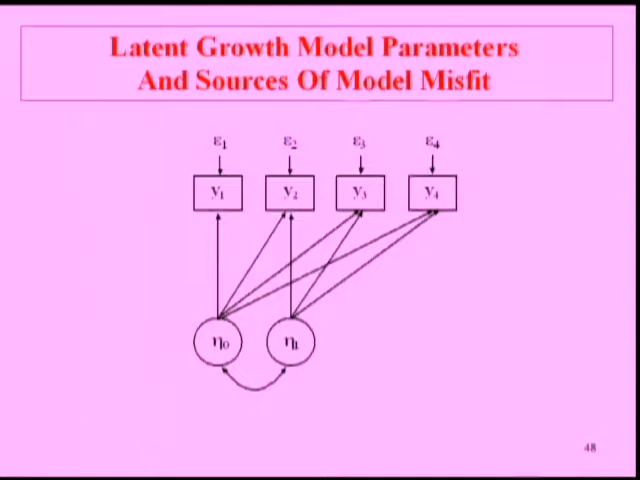 Latent Growth Model Parameters
And Sources Of Model Misfit
ε1 ε2 ε3 ε4
y1 y2 y3 y4
η0 η1
48